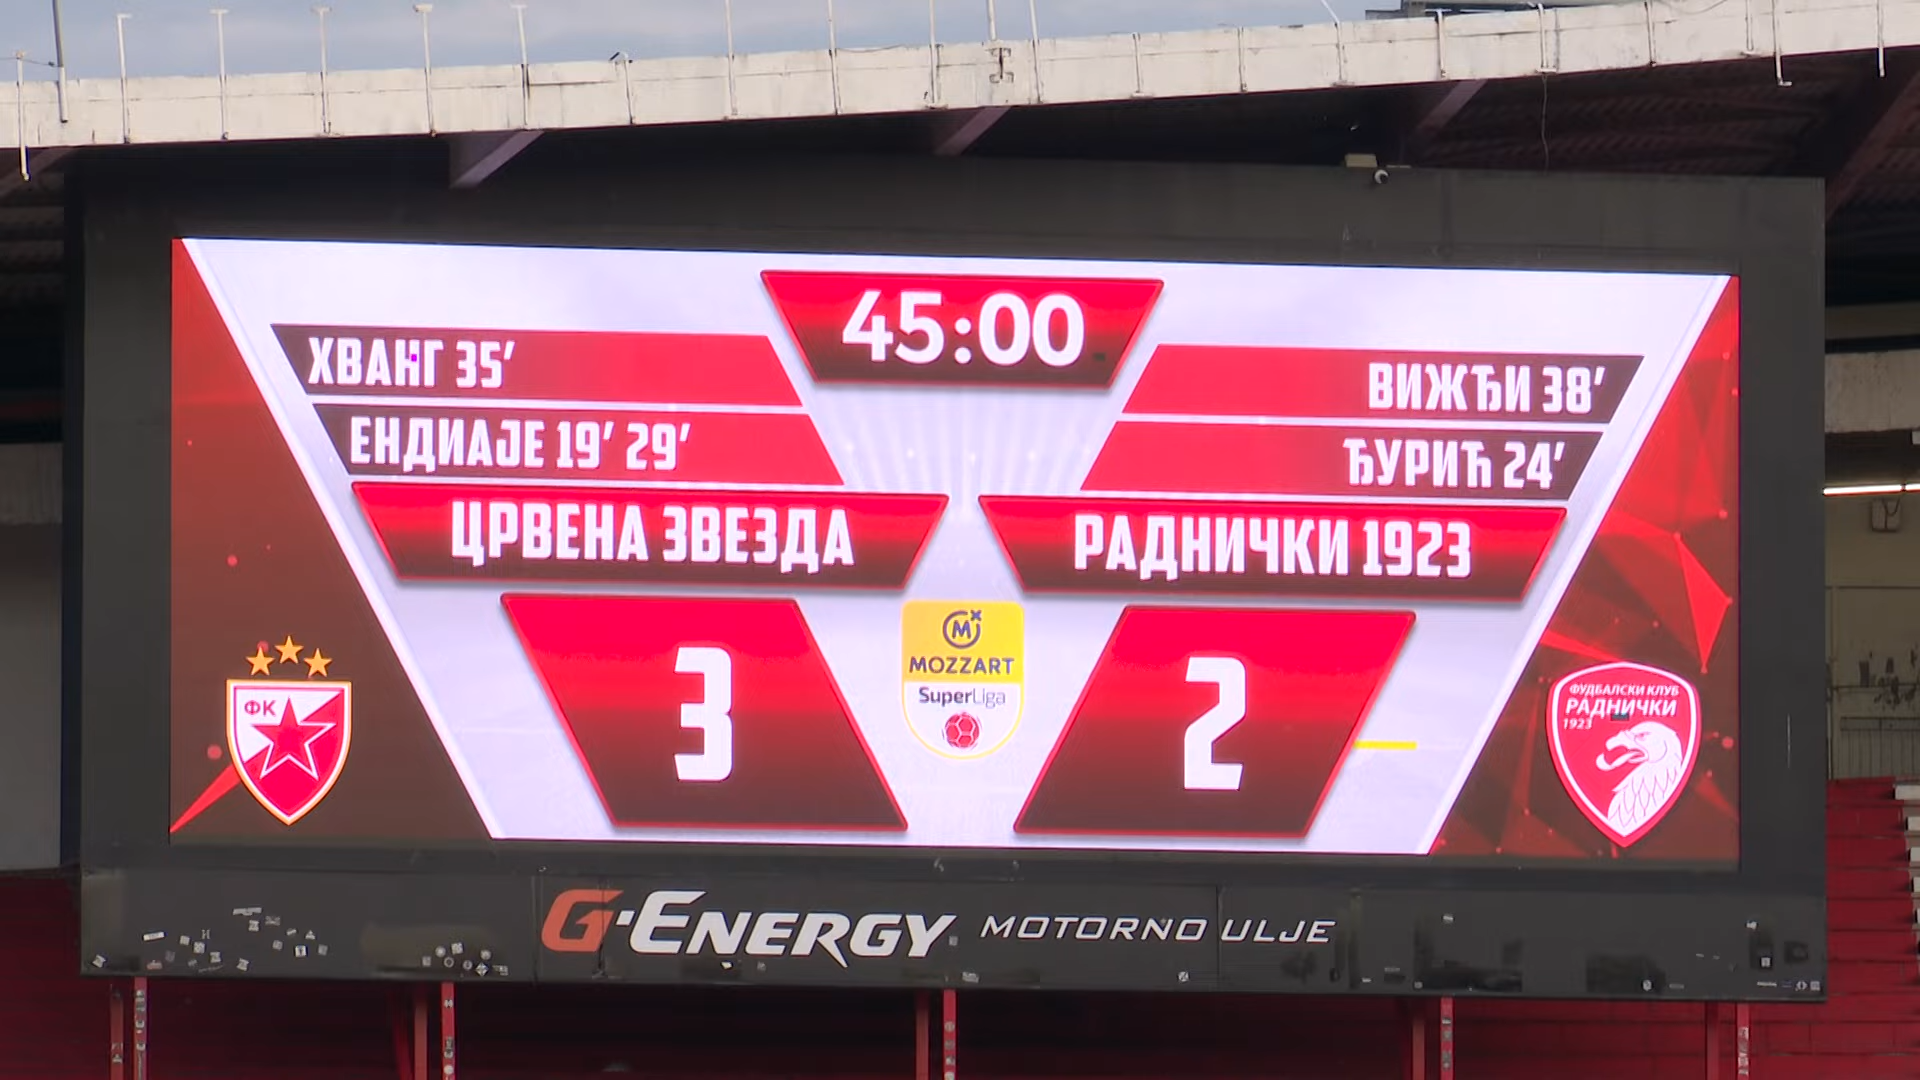 45:00
ХВАНГ 35'
ЕНДИАЈЕ 19' 29'
ВИЖЂИ 38'
ЂУРИЋ 24'
ЦРВЕНА ЗВЕЗДА
РАДНИЧКИ 1923
3
2
MOZZART
SuperLiga
ФК
ФУДБАЛСКИ КЛУБ
РАДНИЧКИ
1923
G-ENERGY MOTORNO ULJE